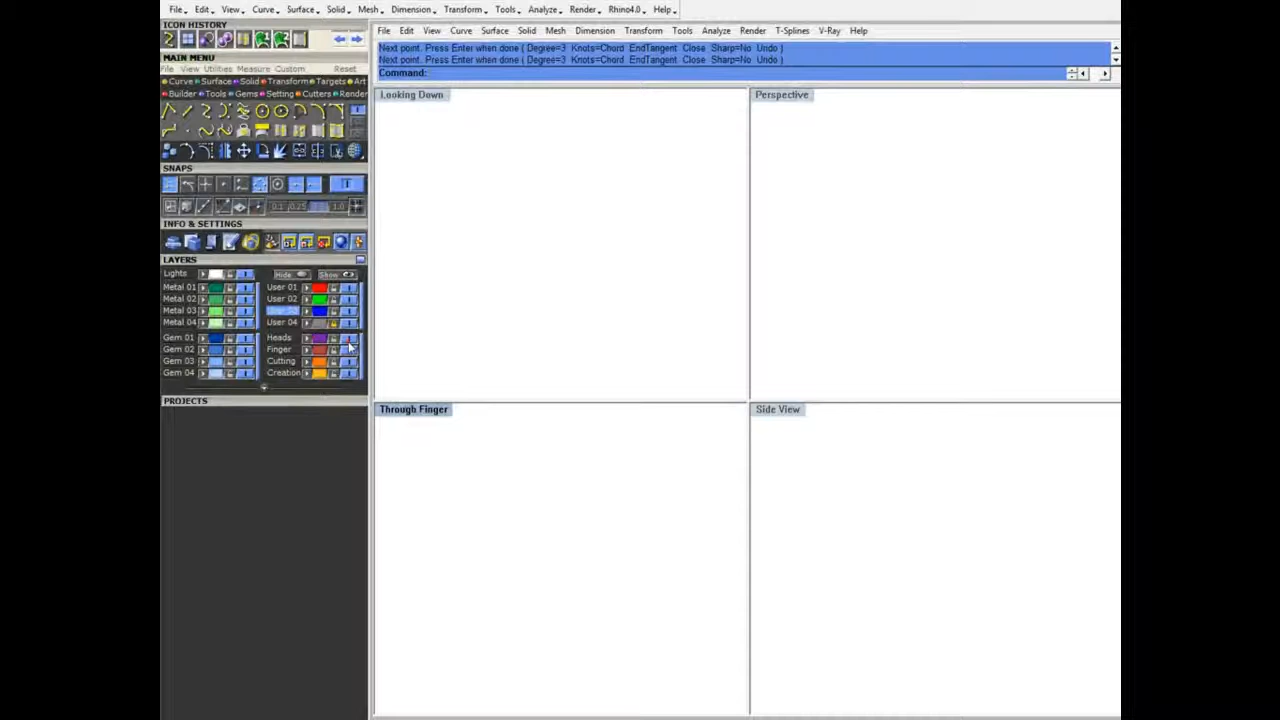 File Edit View Curve Surface Solid Mesh Dimension Transform Tools Analyze Render Rhino4.0 Help
ICON HISTORY
MAIN MENU
File View Utilities Measure Custom Reset
Curve Surface Solid Transform Targets Art
Builder Tools Gems Setting Cutters Render
SNAPS
0.1 0.25 1.0
INFO & SETTINGS
LAYERS
Lights Hide Show
Metal 01 User 01
Metal 02 User 02
Metal 03
Metal 04 User 04
Gem 01 Heads
Gem 02 Finger
Gem 03 Cutting
Gem 04 Creation
PROJECTS
File Edit View Curve Surface Solid Mesh Dimension Transform Tools Analyze Render T-Splines V-Ray Help
Next point. Press Enter when done ( Degree=3 Knots=Chord EndTangent Close Sharp=No Undo )
Next point. Press Enter when done ( Degree=3 Knots=Chord EndTangent Close Sharp=No Undo )
Command:
Looking Down
Perspective
Through Finger
Side View